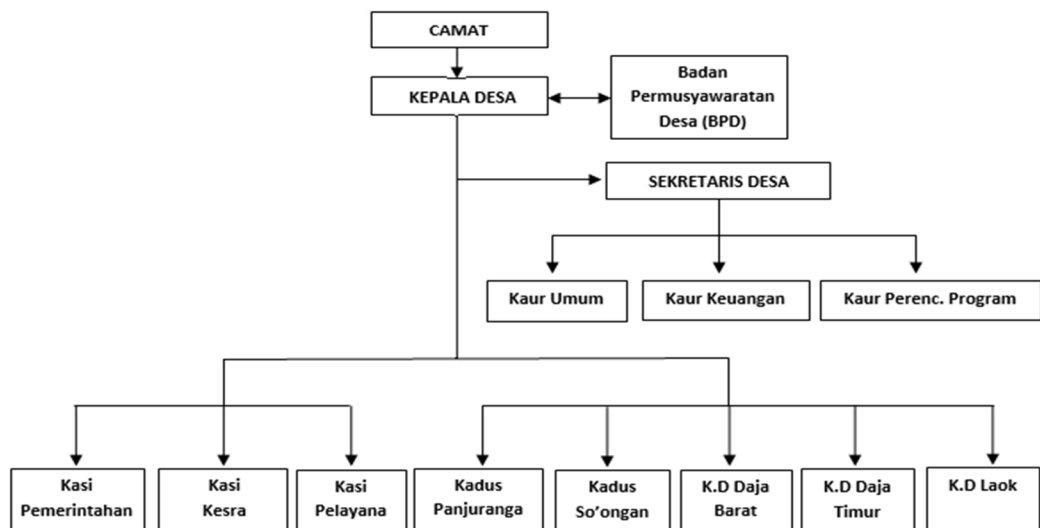 CAMAT
KEPALA DESA
Badan
Permusyawaratan
Desa (BPD)
SEKRETARIS DESA
Kaur Umum
Kaur Keuangan
Kaur Perenc. Program
Kasi
Pemerintahan
Kasi
Kesra
Kasi
Pelayana
Kadus
Panjuranga
Kadus
So'ongan
K.D Daja
Barat
K.D Daja
Timur
K.D Laok